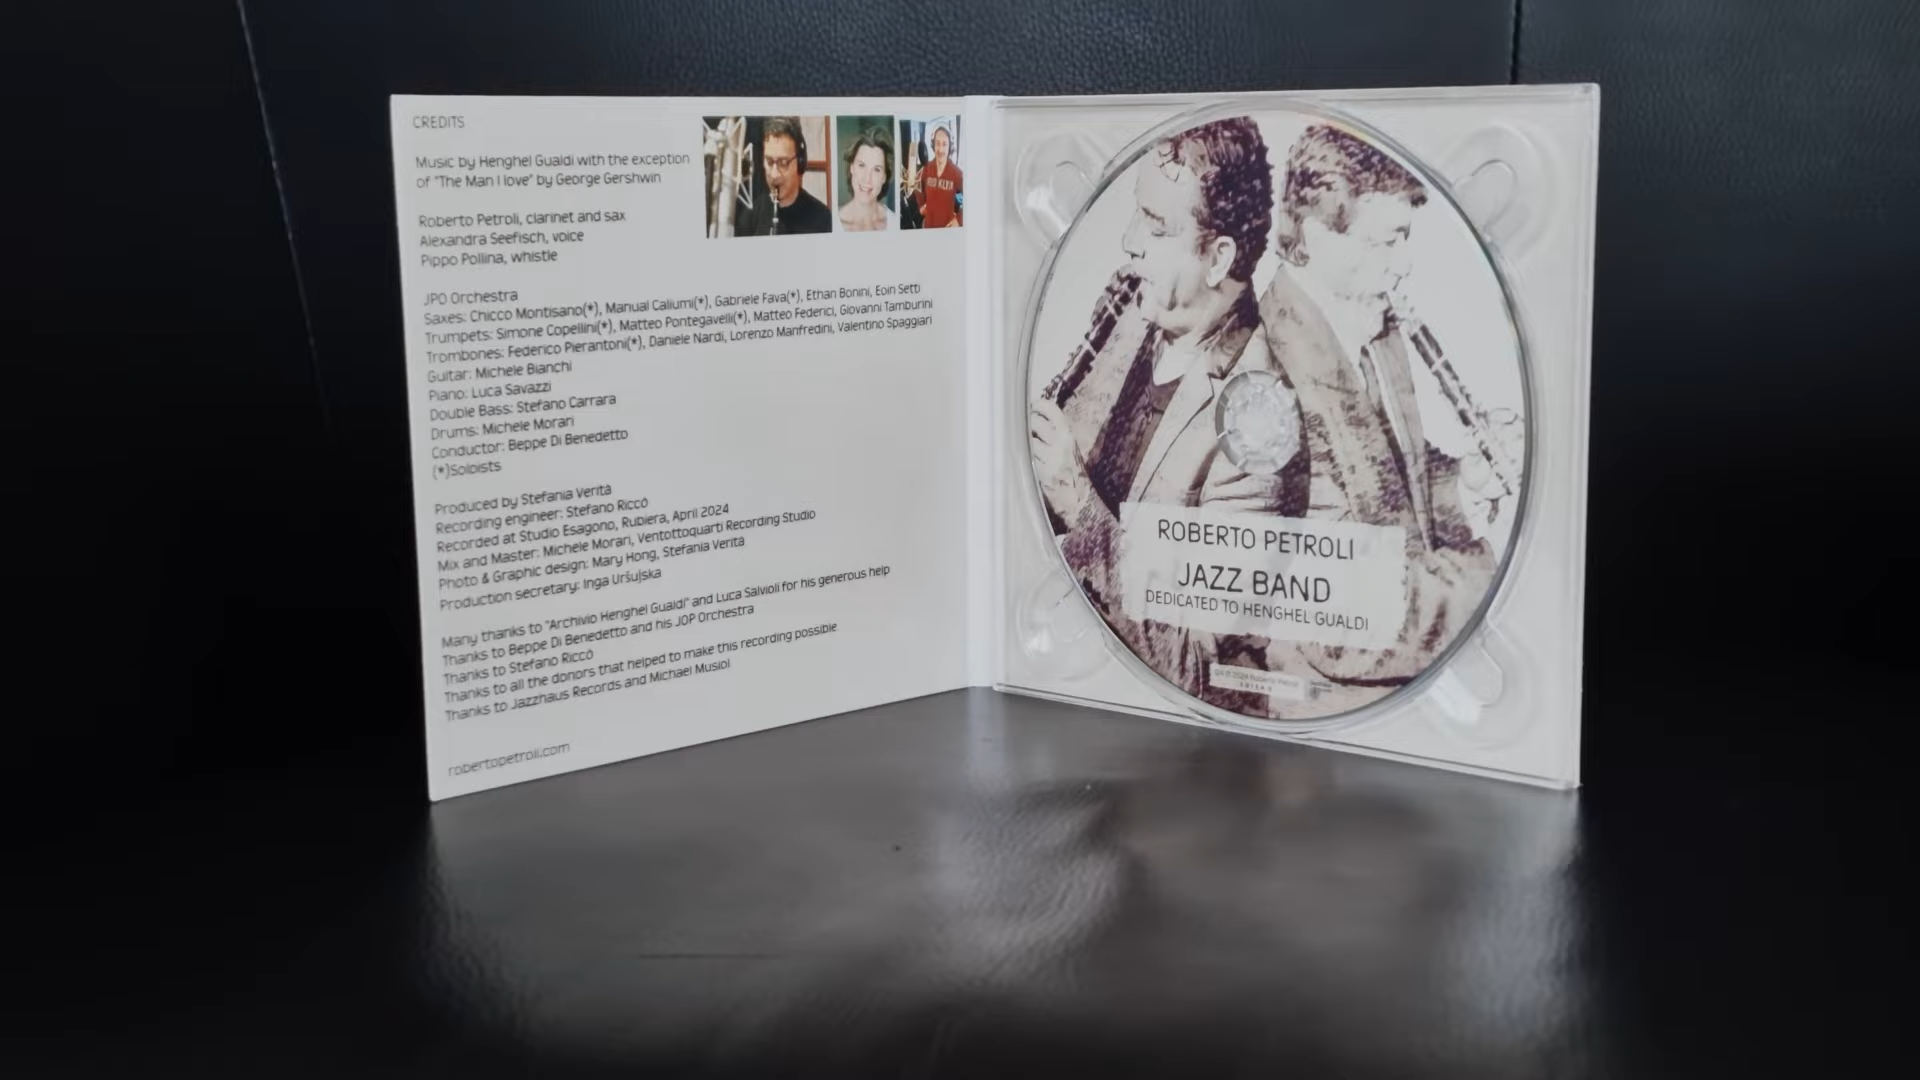 CREDITS
Music by Henghel Gualdi with the exception
of "The Man I love" by George Gershwin
Roberto Petroli, clarinet and sax
Alexandra Seefisch, voice
Pippo Pollina, whistle
JPO Orchestra
Saxes: Chicco Montisano(*), Manual Caliumi(*), Gabriele Fava(*), Ethan Bonini, Eoin Setti
Trumpets: Simone Copellini(*), Matteo Pontegavelli(*), Matteo Federici, Giovanni Tamburini
Trombones: Federico Pierantoni(*), Daniele Nardi, Lorenzo Manfredini, Valentino Spaggiari
Guitar: Michele Bianchi
Piano: Luca Savazzi
Double Bass: Stefano Carrara
Drums: Michele Morari
Conductor: Beppe Di Benedetto
(*)Soloists
Produced by Stefania Verità
Recording engineer: Stefano Riccò
Recorded at Studio Esagono, Rubiera, April 2024
Mix and Master: Michele Morari, Ventottoquarti Recording Studio
Photo & Graphic design: Mary Hong, Stefania Verità
Production secretary: Inga Uršuļska
Many thanks to "Archivio Henghel Gualdi" and Luca Salvioli for his generous help
Thanks to Beppe Di Benedetto and his JOP Orchestra
Thanks to Stefano Riccò
Thanks to all the donors that helped to make this recording possible
Thanks to Jazzhaus Records and Michael Musiol
robertopetroli.com
ROBERTO PETROLI
JAZZ BAND
DEDICATED TO HENGHEL GUALDI
2024 Roberto Petroli